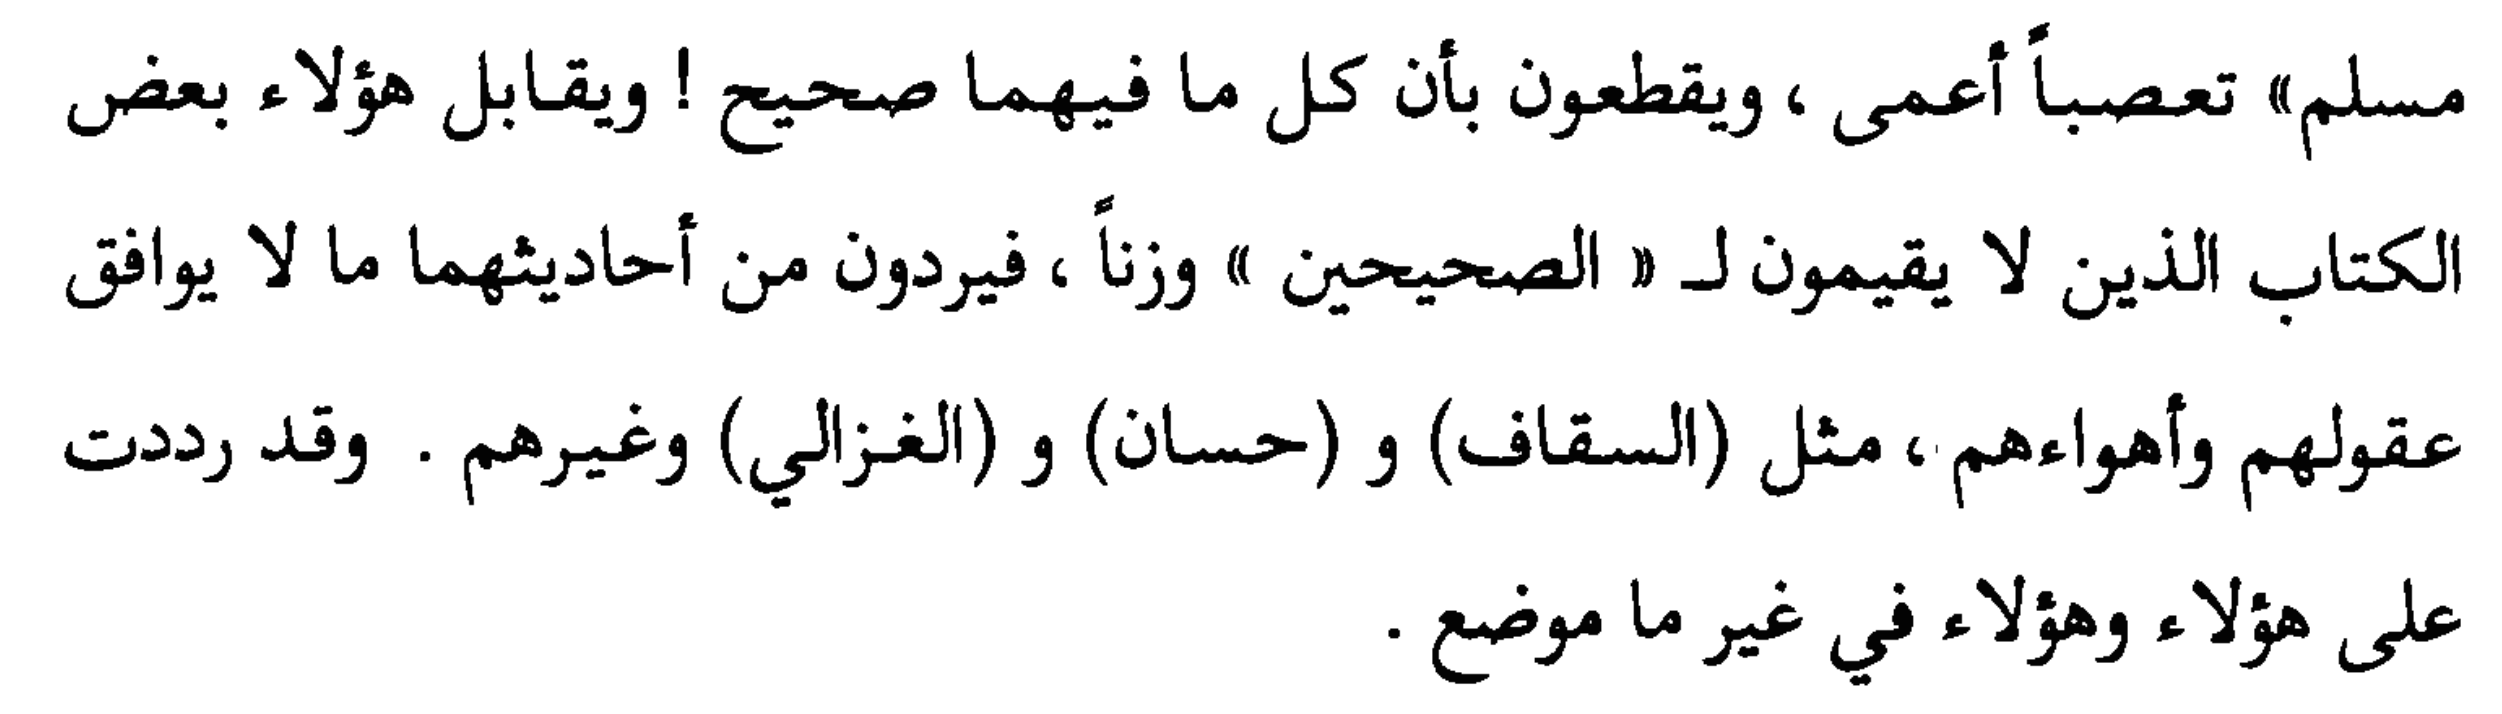 مسلم» تعصباً أعمى ، ويقطعون بأن كل ما فيهما صحيح ! ويقابل هؤلاء بعض
الكتاب الذين لا يقيمون لـ « الصحيحين » وزناً ، فيردون من أحاديثهما ما لا يوافق
عقولهم وأهواءهم ، مثل (السقاف) و (حسان) و (الغزالي) وغيرهم . وقد رددت
على هؤلاء وهؤلاء في غير ما موضع .